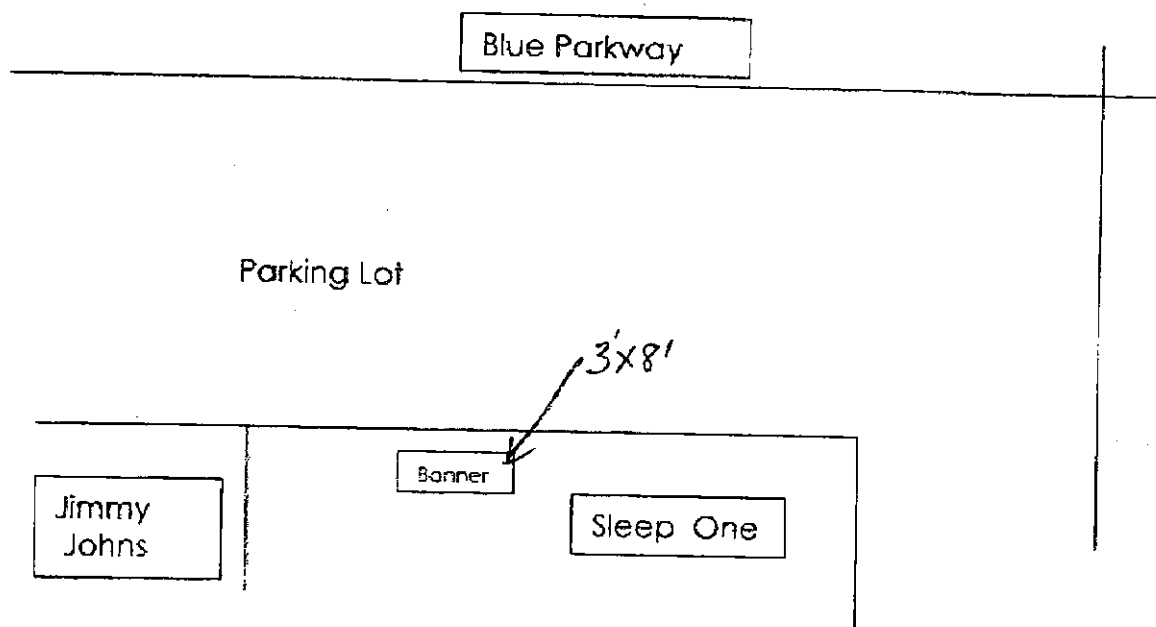 Blue Parkway
Parking Lot
3'x8'
Banner
Jimmy
Johns
Sleep One